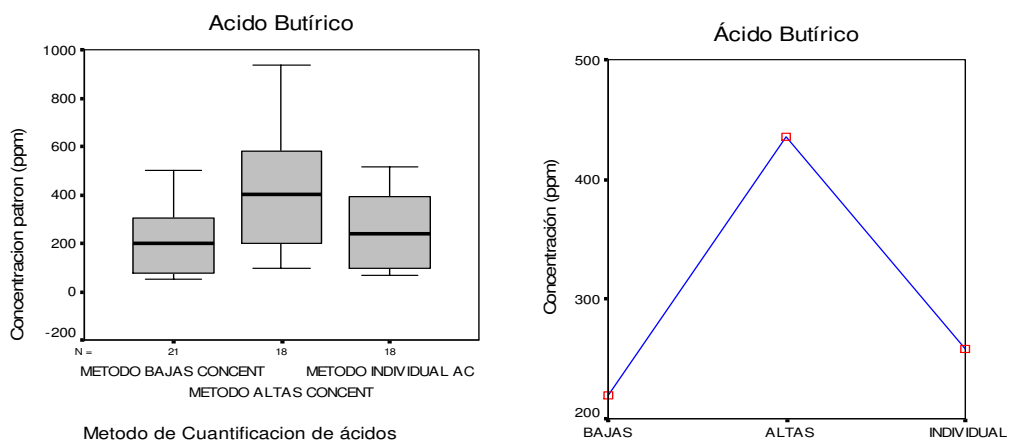 Acido Butírico
Concentracion patron (ppm)
1000
800
600
400
200
0
-200
N =
21
18
18
METODO BAJAS CONCENT
METODO INDIVIDUAL AC
METODO ALTAS CONCENT
Metodo de Cuantificacion de ácidos
Ácido Butírico
Concentración (ppm)
500
400
300
200
BAJAS
ALTAS
INDIVIDUAL